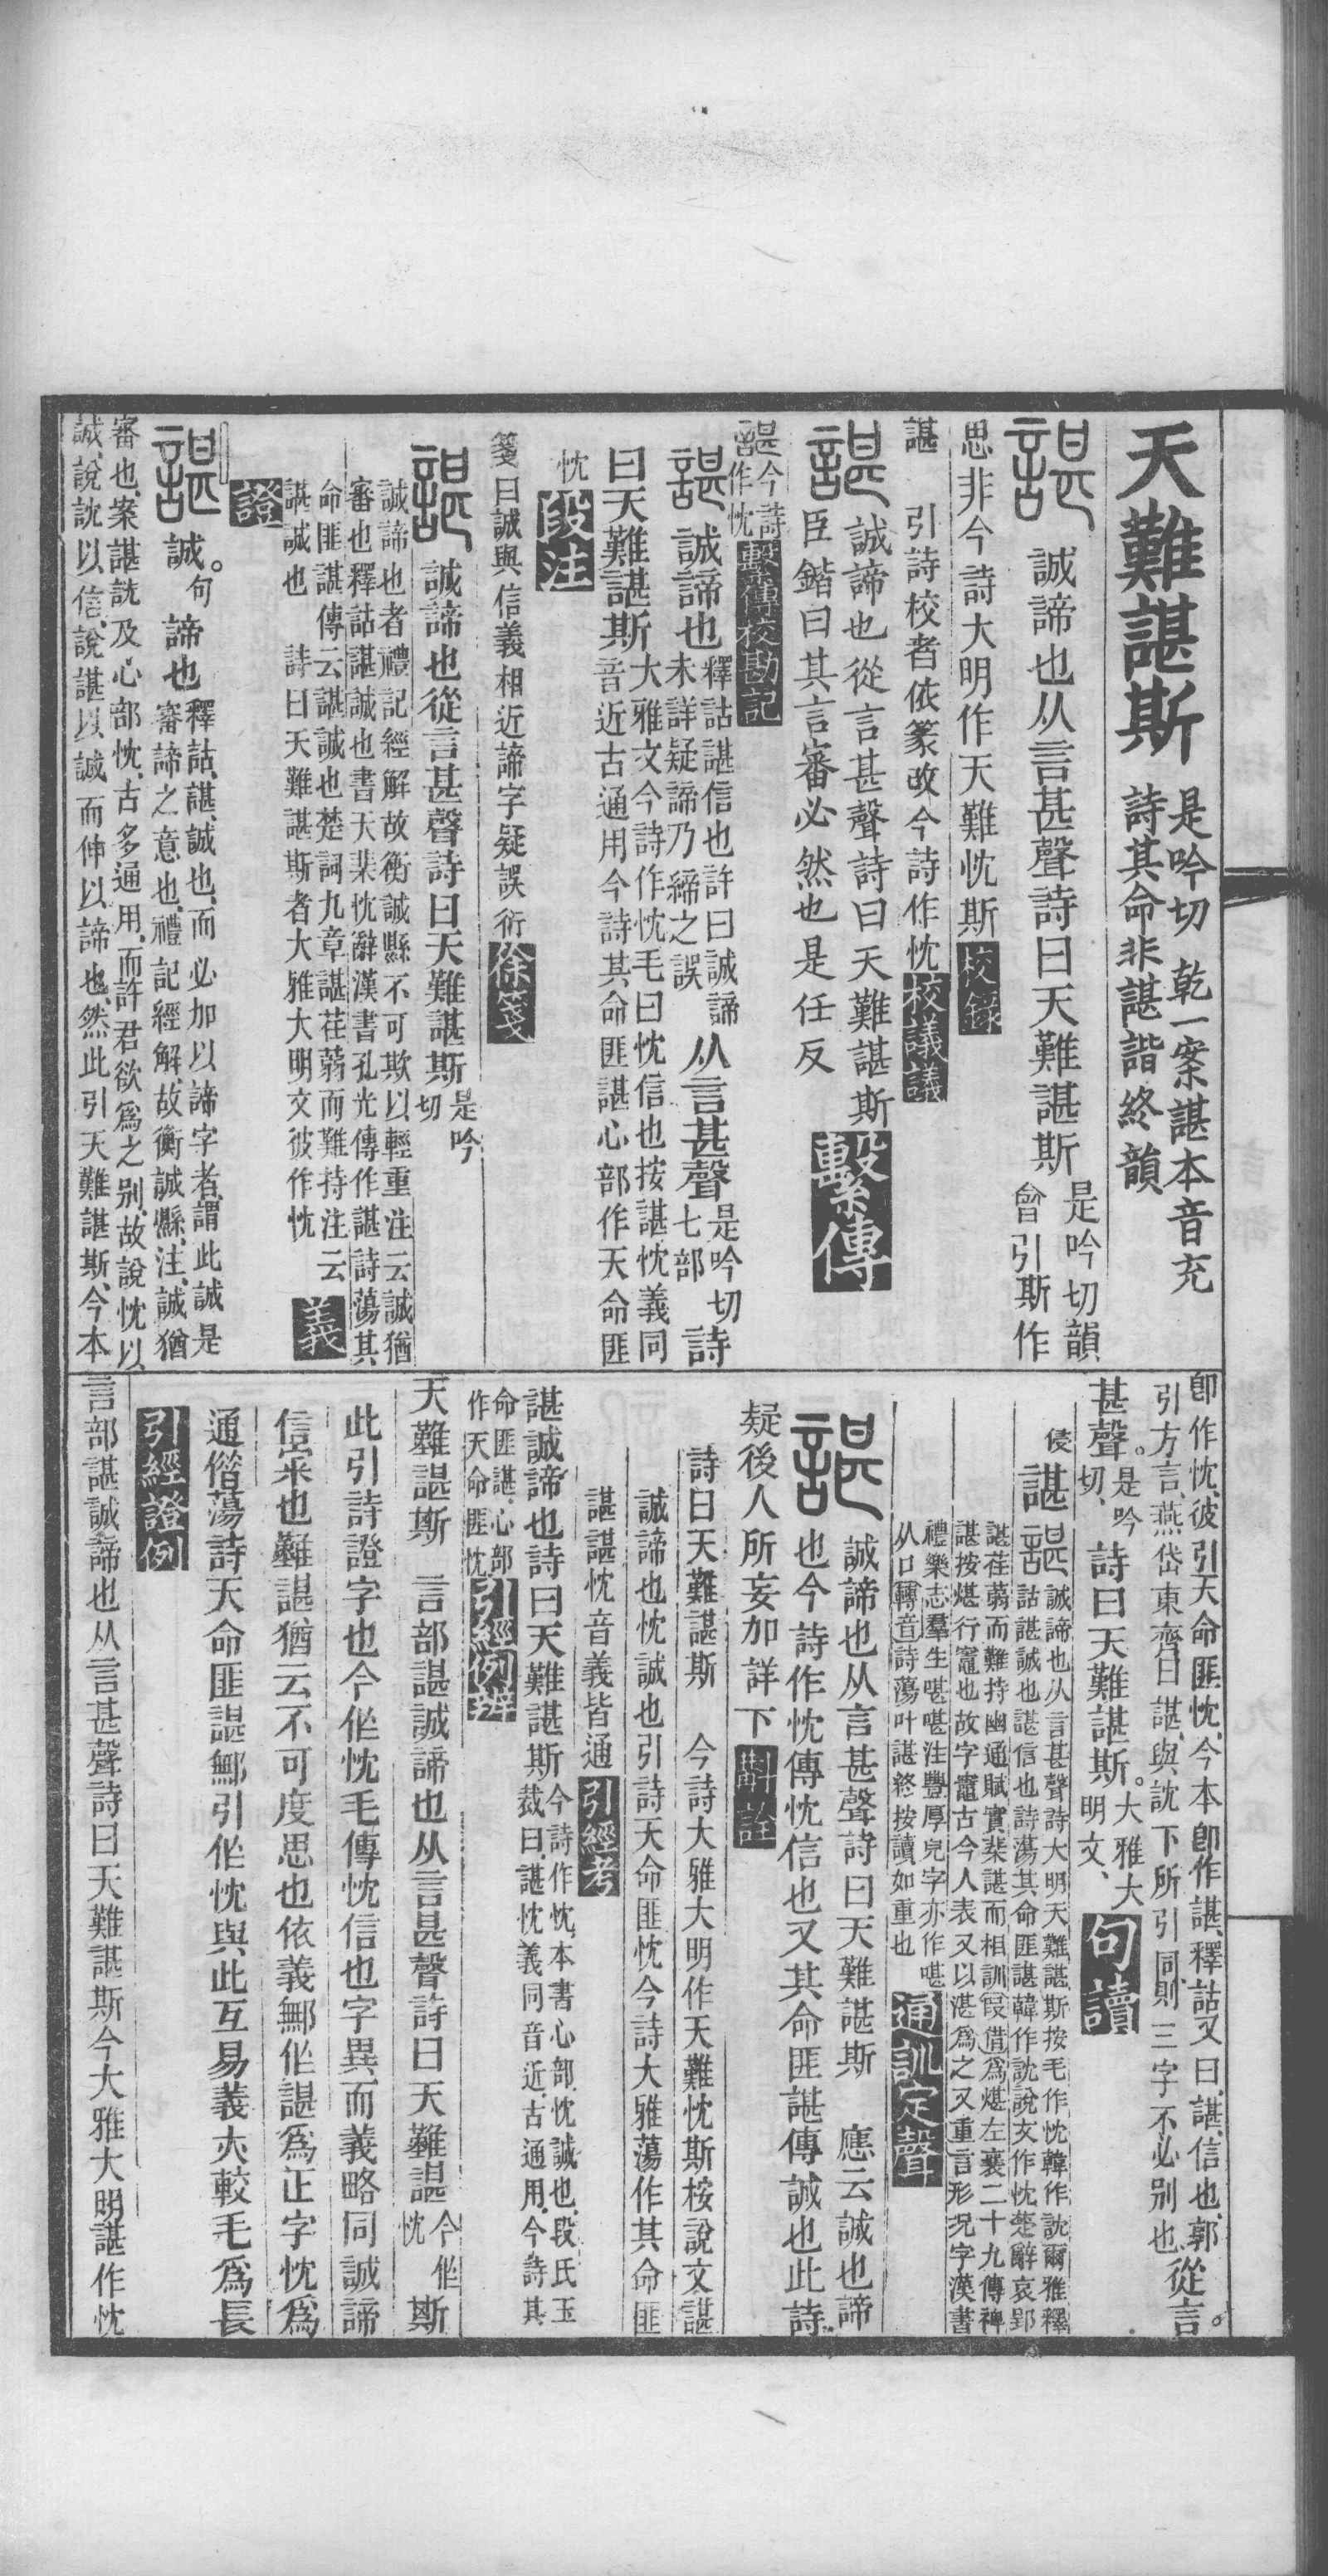 天難諶斯
是吟切　乾一案諶本音充
詩其命非諶諧終韻
諶　誠諦也从言甚聲詩曰天難諶斯
是吟切韻
會引斯作
思非今詩大明作天難忱斯校錄
諶　引詩校者依篆改今詩作忱校議議
諶誠諦也從言甚聲詩曰天難諶斯
臣鍇曰其言審必然也是任反
繫傳
諶今詩
作忱
繫傳校勘記
諶誠諦也
釋詁諶信也許曰誠諦
未詳疑諦乃締之誤
从言甚聲
是吟切
七部
詩
曰天難諶斯
大雅文今詩作忱毛曰忱信也按諶忱義同
音近古通用今詩其命匪諶心部作天命匪
忱
段注
箋曰誠與信義相近諦字疑誤衍徐箋
諶誠諦也從言甚聲詩曰天難諶斯
是吟
切
誠諦也者禮記經解故衡誠縣不可欺以輕重注云誠猶
審也釋詁諶誠也書天棐忱辭漢書孔光傳作諶詩蕩其
命匪諶傳云諶誠也楚詞九章諶荏蒻而難持注云
諶誠也　詩曰天難諶斯者大雅大明文彼作忱
義
證
諶誠。
句
諦也
釋詁、諶、誠也、而必加以諦字者、謂此誠是
審諦之意也、禮記經解故衡誠縣、注、誠猶
審也、案諶訦及心部忱、古多通用、而許君欲爲之別、故說忱以
誠、說訦以信、說諶以誠而伸以諦也、然此引天難諶斯、今本
卽作忱、彼引天命匪忱、今本卽作諶、釋詁又曰、諶、信也、郭
引方言、燕岱東齊曰諶、與訦下所引同、則三字不必別也
從言。
甚聲。
是吟
切、
詩曰天難諶斯。
大雅大
明文、
句讀
諶諶
誠諦也从言甚聲詩大明天難諶斯按毛作忱韓作訦爾雅釋
詁諶誠也諶信也詩蕩其命匪諶韓作訦說文作忱楚辭哀郢
諶荏蒻而難持幽通賦實棐諶而相訓叚借爲煁左襄二十九傳裨
諶按煁行竈也故字竈古今人表又以湛爲之又重言形況字漢書
禮樂志羣生啿啿注豐厚皃字亦作啿
从口轉音詩蕩叶諶終按讀如重也
通訓定聲
諶誠諦也从言甚聲詩曰天難諶斯　應云誠也諦
也今詩作忱傳忱信也又其命匪諶傳誠也此詩
疑後人所妄加詳下斠詮
詩曰天難諶斯　今詩大雅大明作天難忱斯桉說文諶
誠諦也忱誠也引詩天命匪忱今詩大雅蕩作其命匪
諶諶忱音義皆通引經考
諶誠諦也詩曰天難諶斯
今詩作忱、本書心部、忱誠也、段氏玉
裁曰、諶忱義同音近、古通用、今詩其
命匪諶、心部
作天命匪忱
引經例辨
天難諶斯　言部諶誠諦也从言甚聲詩曰天難諶
今作
忱
斯
此引詩證字也今作忱毛傳忱信也字異而義略同誠諦
信宷也難諶猶云不可度思也依義鄦作諶爲正字忱爲
通偕蕩詩天命匪諶鄦引作忱與此互易義亦較毛爲長
引經證例
言部諶誠諦也从言甚聲詩曰天難諶斯今大雅大明諶作忱